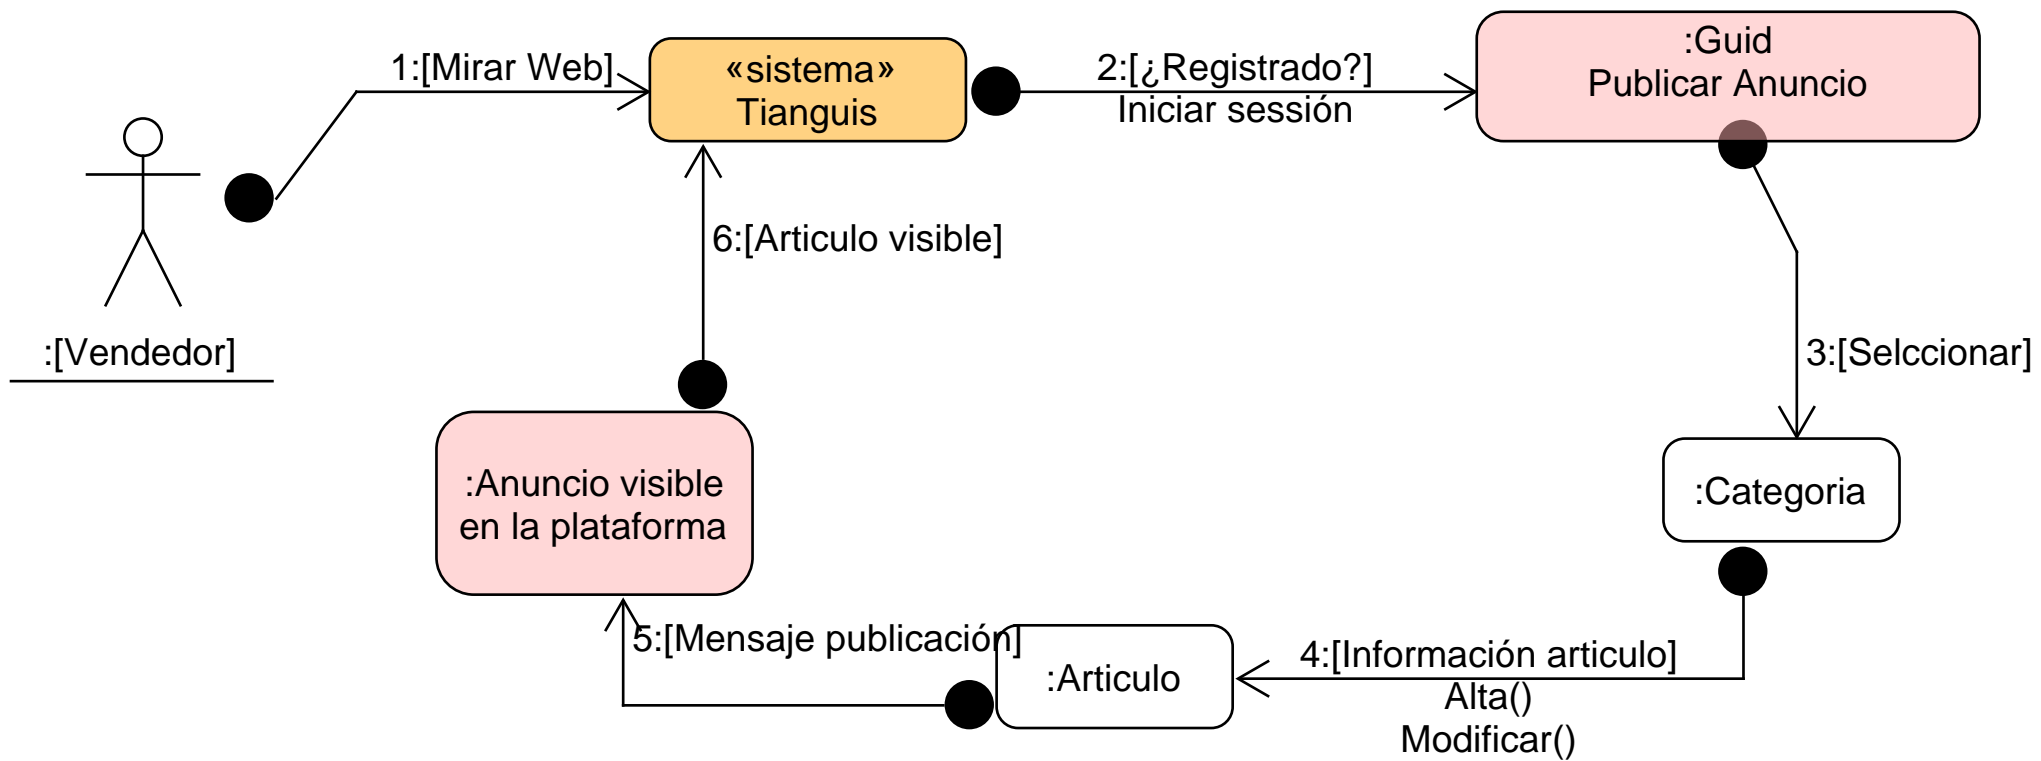 1:[Mirar Web]
«sistema»
Tianguis
2:[¿Registrado?]
Iniciar sessión
:Guid
Publicar Anuncio
:[Vendedor]
6:[Articulo visible]
3:[Selccionar]
:Anuncio visible
en la plataforma
:Categoria
5:[Mensaje publicación]
:Articulo
4:[Información articulo]
Alta()
Modificar()